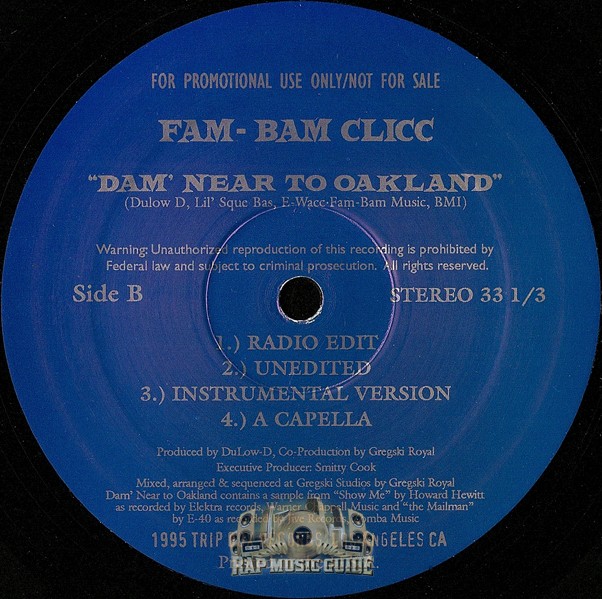 FOR PROMOTIONAL USE ONLY/NOT FOR SALE
FAM-BAM CLICC
"DAM' NEAR TO OAKLAND"
(Dulow D, Lil' Sque Bas, E-Wacc-Fam-Bam Music, BMI)
Warning: Unauthorized reproduction of this recording is prohibited by
Federal law and subject to criminal prosecution. All rights reserved.
Side B
STEREO 33 1/3
1.) RADIO EDIT
2.) UNEDITED
3.) INSTRUMENTAL VERSION
4.) A CAPELLA
Produced by DuLow-D, Co-Production by Gregski Royal
Executive Producer: Smitty Cook
Mixed, arranged & sequenced at Gregski Studios by Gregski Royal
Dam' Near to Oakland contains a sample from "Show Me" by Howard Hewitt
as recorded by Elektra records, Warner Chappell Music and "the Mailman"
by E-40 as recorded by Jive Records, Zomba Music
1995 TRIP CA
RAP MUSIC GUIDE